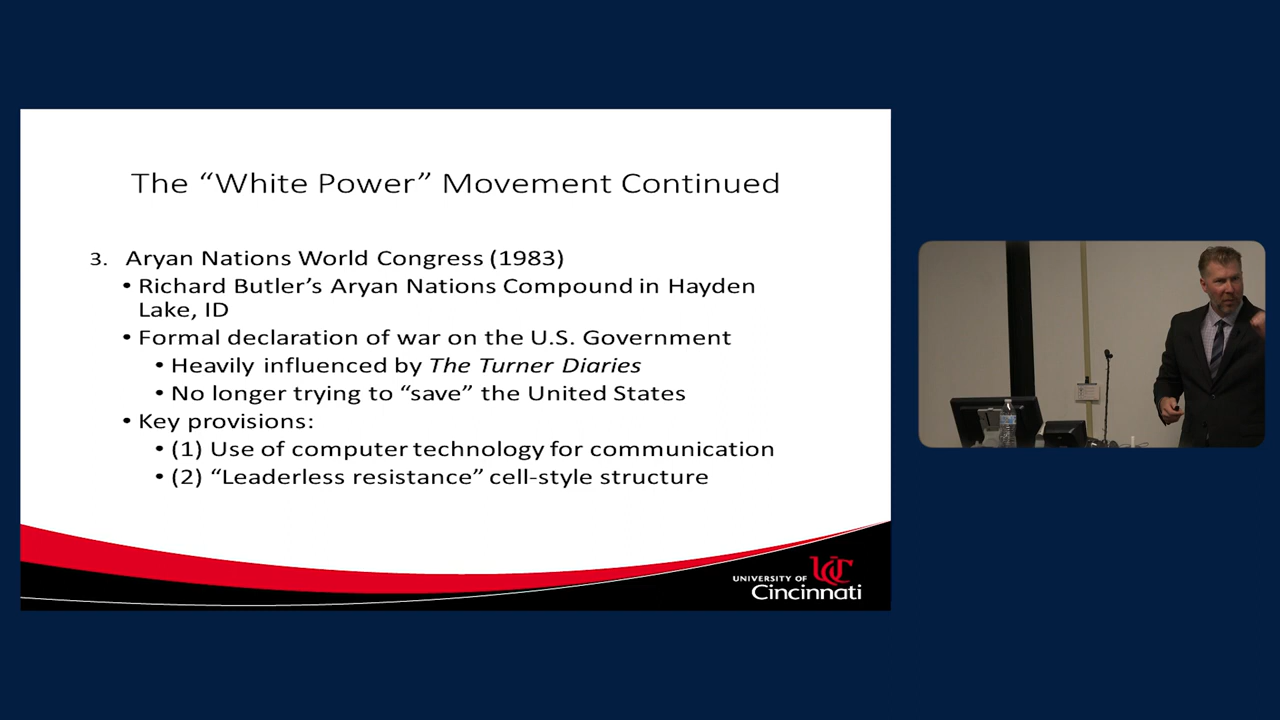 The “White Power” Movement Continued
3. Aryan Nations World Congress (1983)
• Richard Butler’s Aryan Nations Compound in Hayden
Lake, ID
• Formal declaration of war on the U.S. Government
• Heavily influenced by The Turner Diaries
• No longer trying to “save” the United States
• Key provisions:
• (1) Use of computer technology for communication
• (2) “Leaderless resistance” cell-style structure
UC
UNIVERSITY OF
Cincinnati